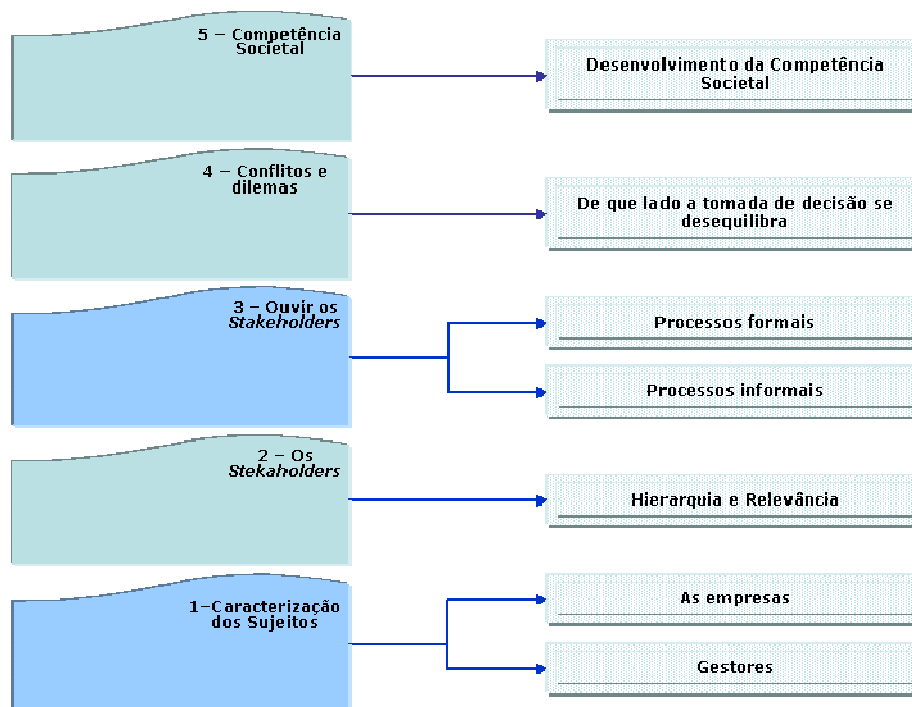 5 – Competência
Societal
Desenvolvimento da Competência
Societal
4 – Conflitos e
dilemas
De que lado a tomada de decisão se
desequilibra
3 – Ouvir os
Stakeholders
Processos formais
Processos informais
2 – Os
Stekaholders
Hierarquia e Relevância
1–Caracterização
dos Sujeitos
As empresas
Gestores